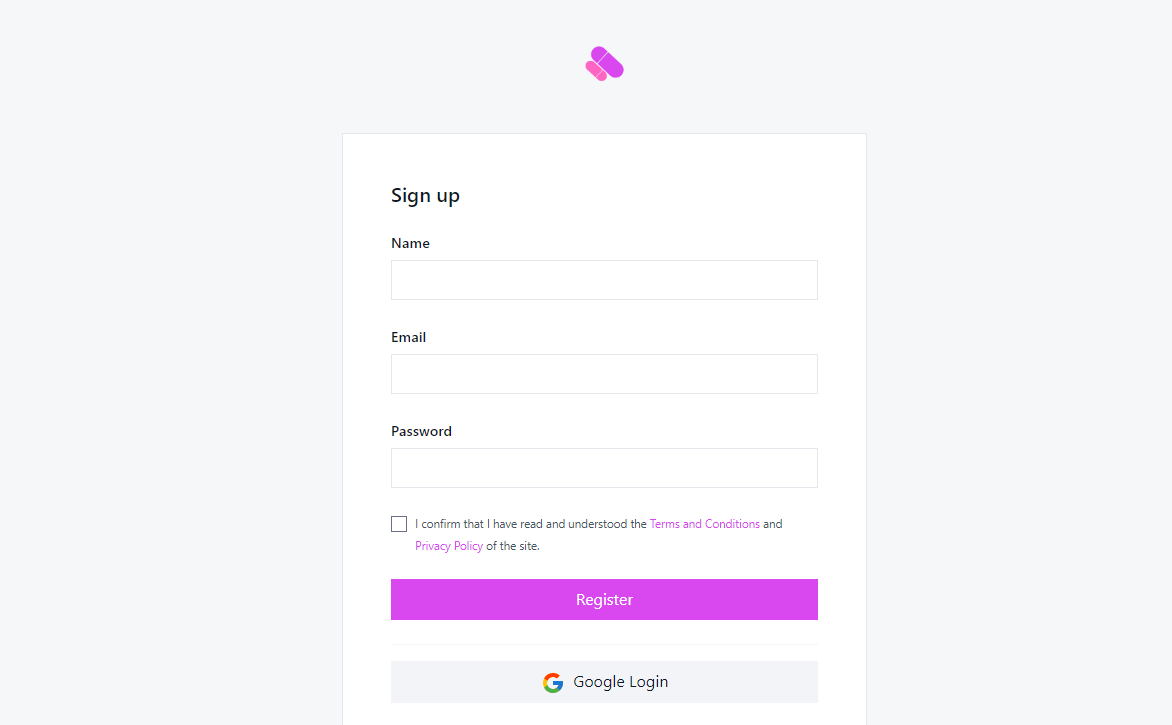 Sign up
Name
Email
Password
I confirm that I have read and understood the Terms and Conditions and
Privacy Policy of the site.
Register
Google Login